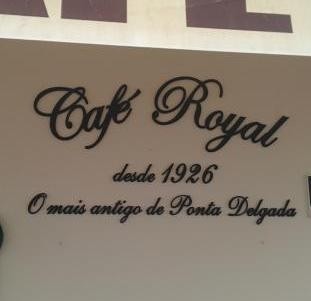 Café Royal
desde 1926
O mais antigo de Ponta Delgada